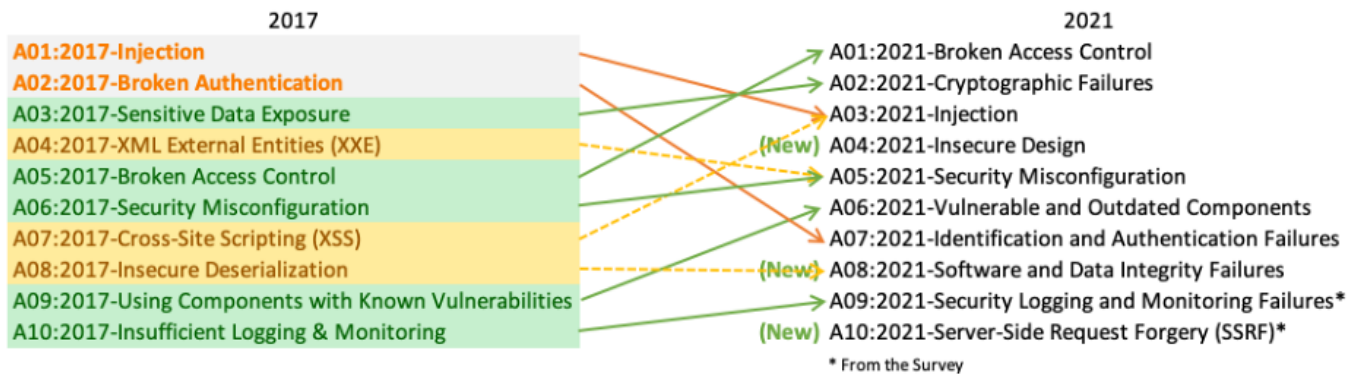 2017
2021
A01:2017-Injection
A02:2017-Broken Authentication
A03:2017-Sensitive Data Exposure
A04:2017-XML External Entities (XXE)
A05:2017-Broken Access Control
A06:2017-Security Misconfiguration
A07:2017-Cross-Site Scripting (XSS)
A08:2017-Insecure Deserialization
A09:2017-Using Components with Known Vulnerabilities
A10:2017-Insufficient Logging & Monitoring
A01:2021-Broken Access Control
A02:2021-Cryptographic Failures
A03:2021-Injection
(New) A04:2021-Insecure Design
A05:2021-Security Misconfiguration
A06:2021-Vulnerable and Outdated Components
A07:2021-Identification and Authentication Failures
(New) A08:2021-Software and Data Integrity Failures
A09:2021-Security Logging and Monitoring Failures*
(New) A10:2021-Server-Side Request Forgery (SSRF)*
* From the Survey